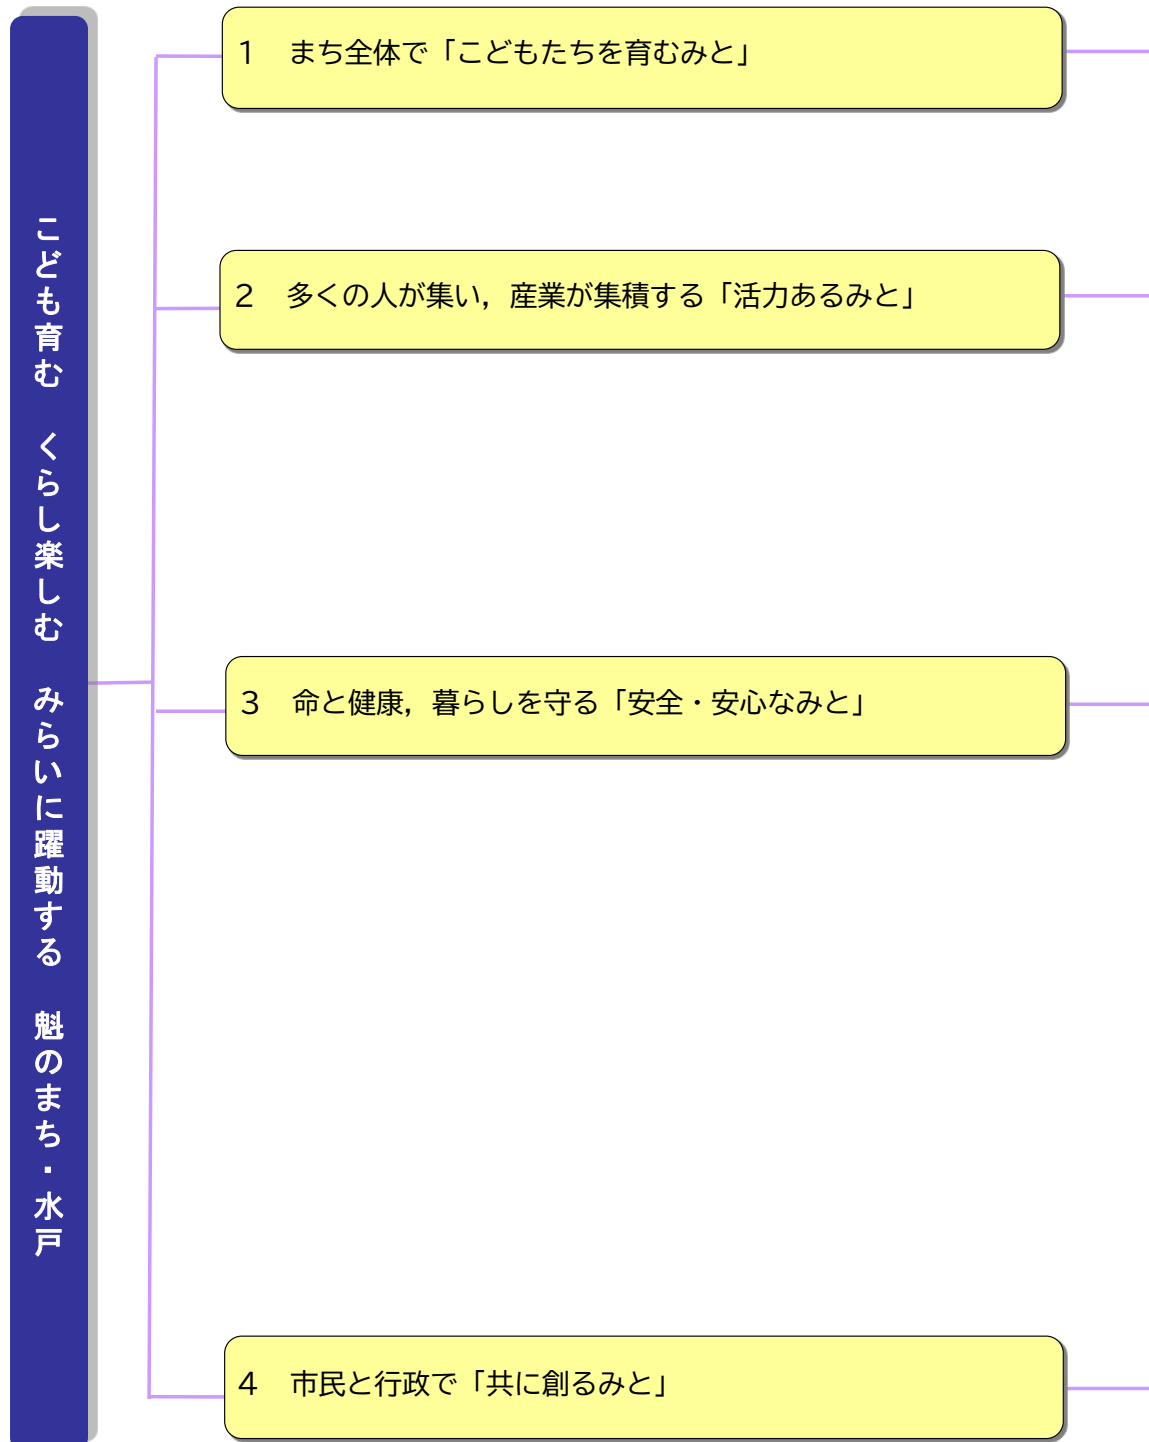 こども育む　くらし楽しむ　みらいに躍動する　魁のまち・水戸
１　まち全体で「こどもたちを育むみと」
２　多くの人が集い，産業が集積する「活力あるみと」
３　命と健康，暮らしを守る「安全・安心なみと」
４　市民と行政で「共に創るみと」